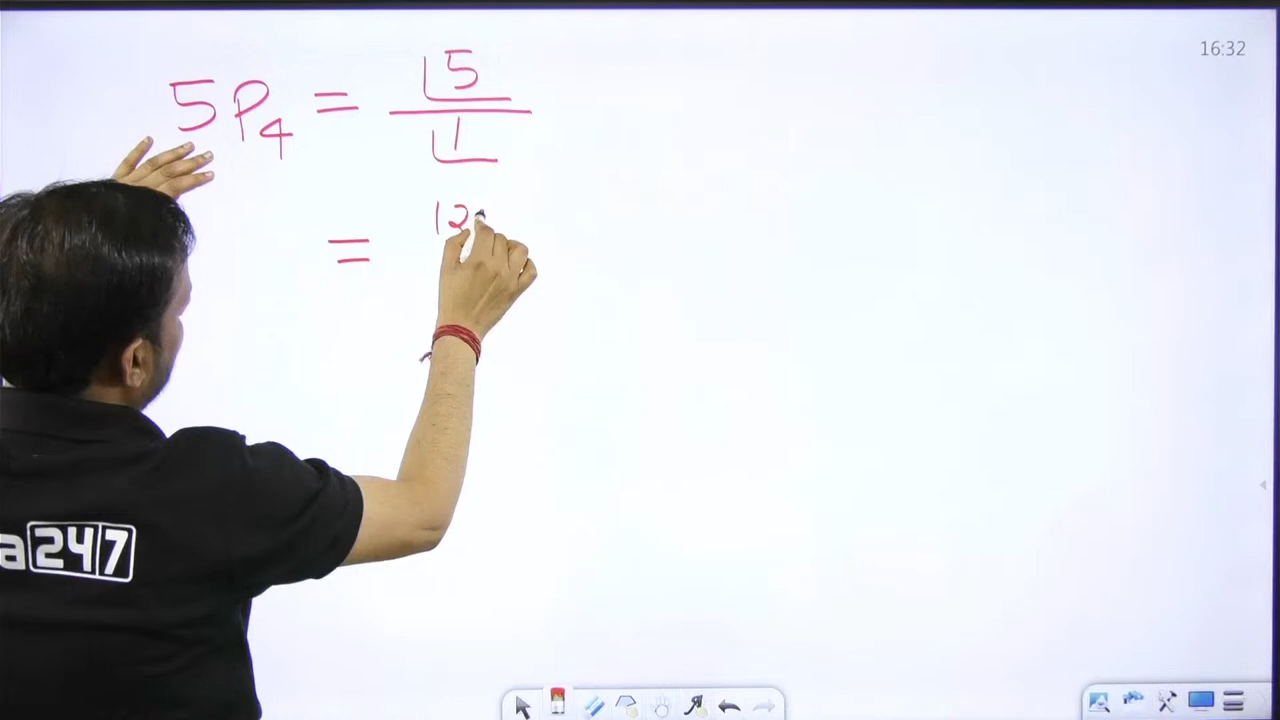 16:32
5P4 = |5
|1
= 12
a247